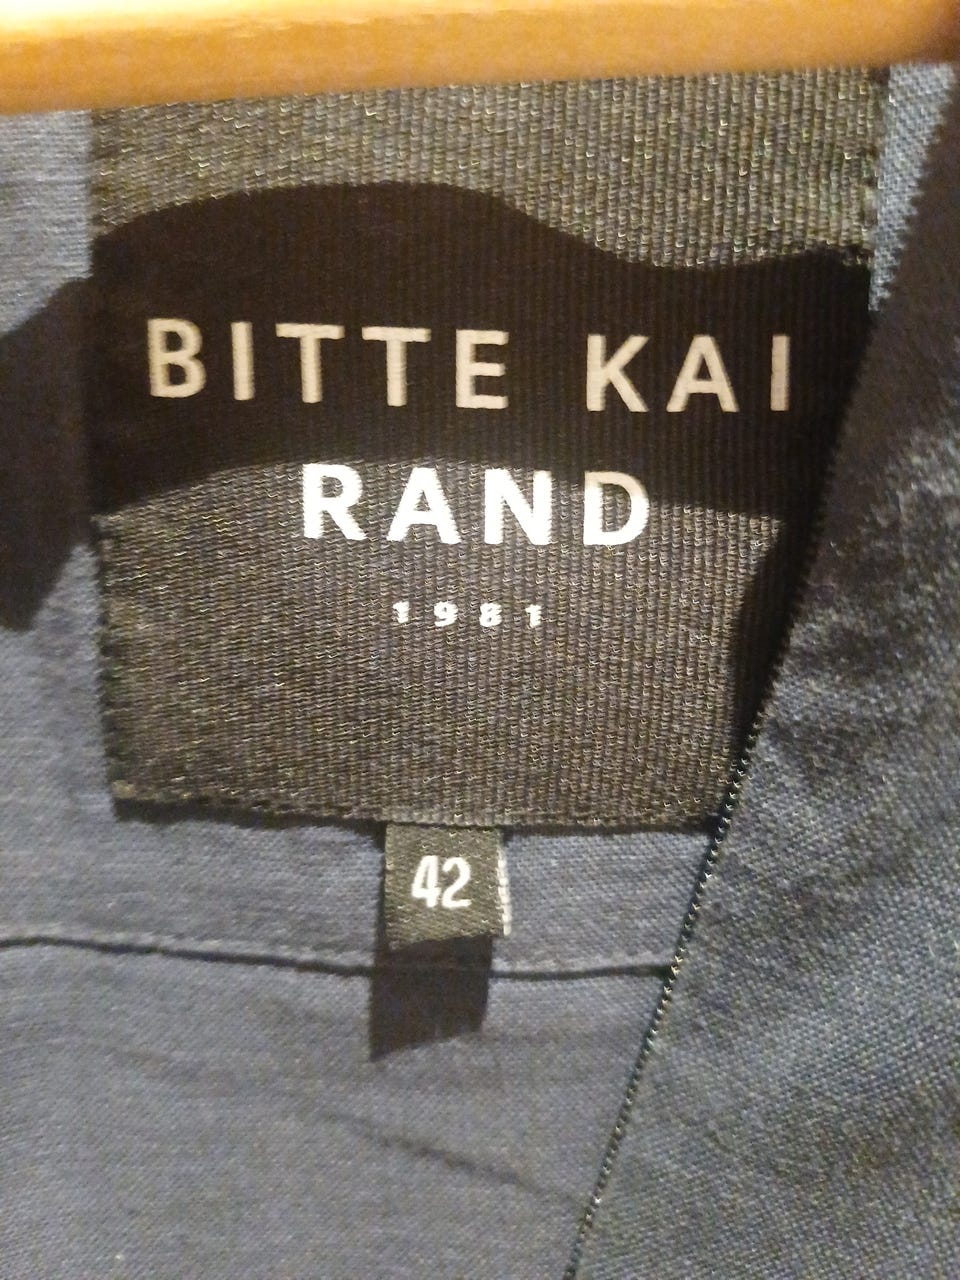 BITTE KAI
RAND
1981
42